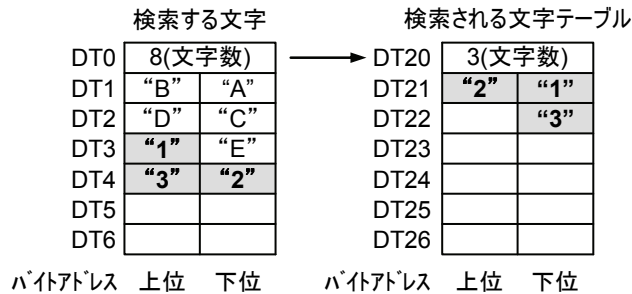 検索する文字 検索される文字テーブル
DT0 8(文字数) DT20 3(文字数)
DT1 “B” “A” DT21 “2” “1”
DT2 “D” “C” DT22 “3”
DT3 “1” “E” DT23
DT4 “3” “2” DT24
DT5 DT25
DT6 DT26
バイトアドレス 上位 下位 バイトアドレス 上位 下位